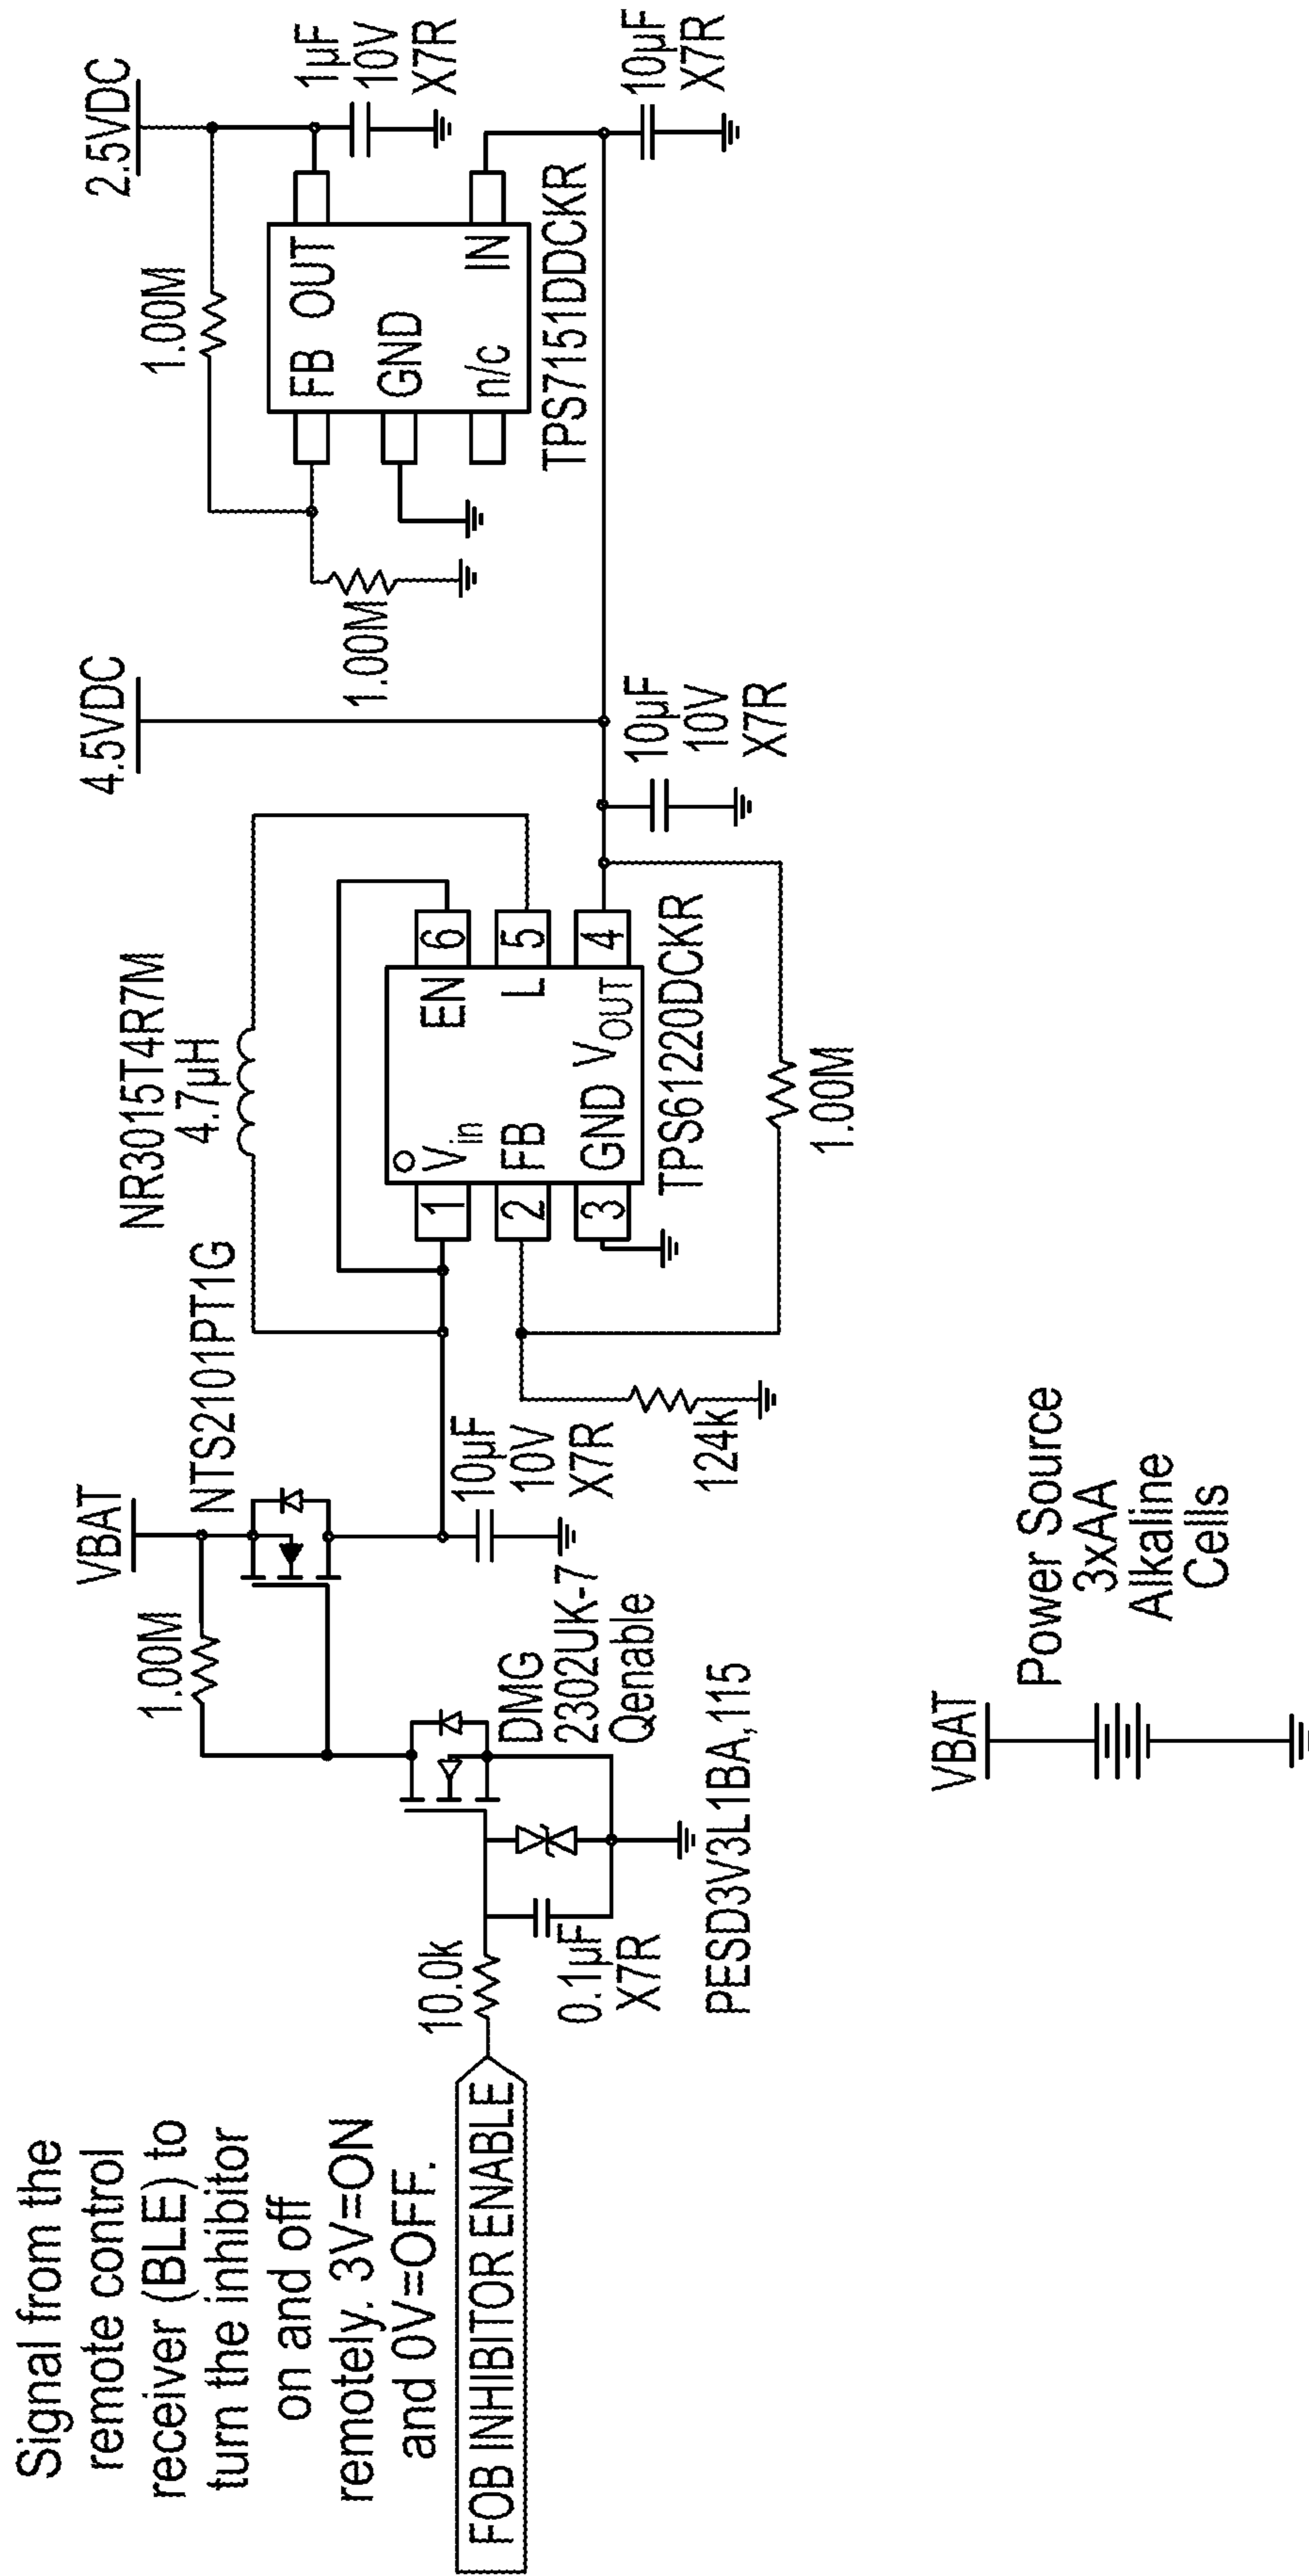 Signal from the
remote control
receiver (BLE) to
turn the inhibitor
on and off
remotely. 3V=ON
and 0V=OFF.
FOB INHIBITOR ENABLE
10.0k
0.1µF
X7R
PESD3V3L1BA,115
DMG
2302UK-7
Qenable
1.00M
VBAT
NTS2101PT1G
10µF
10V
X7R
124k
NR3015T4R7M
4.7µH
1
2
3
Vin
FB
GND
EN
L
VOUT
6
5
4
TPS61220DCKR
1.00M
4.5VDC
10µF
10V
X7R
1.00M
1.00M
FB
OUT
GND
n/c
IN
TPS7151DDCKR
2.5VDC
1µF
10V
X7R
10µF
X7R
VBAT
Power Source
3xAA
Alkaline
Cells